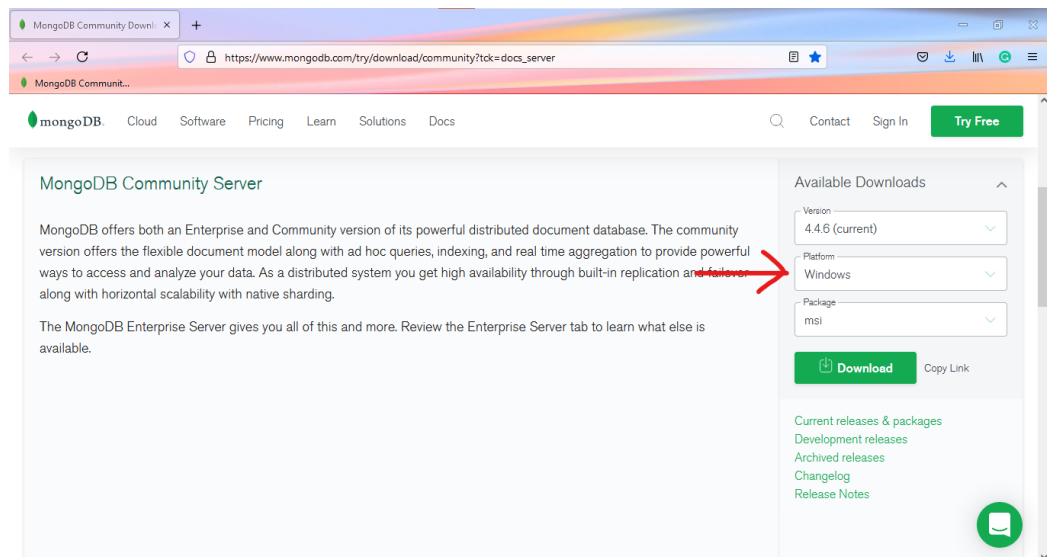 MongoDB Community Downl
https://www.mongodb.com/try/download/community?tck=docs_server
MongoDB Communit...
mongoDB.
Cloud
Software
Pricing
Learn
Solutions
Docs
Contact
Sign In
Try Free
MongoDB Community Server
MongoDB offers both an Enterprise and Community version of its powerful distributed document database. The community
version offers the flexible document model along with ad hoc queries, indexing, and real time aggregation to provide powerful
ways to access and analyze your data. As a distributed system you get high availability through built-in replication and failover
along with horizontal scalability with native sharding.
The MongoDB Enterprise Server gives you all of this and more. Review the Enterprise Server tab to learn what else is
available.
Available Downloads
Version
4.4.6 (current)
Platform
Windows
Package
msi
Download
Copy Link
Current releases & packages
Development releases
Archived releases
Changelog
Release Notes